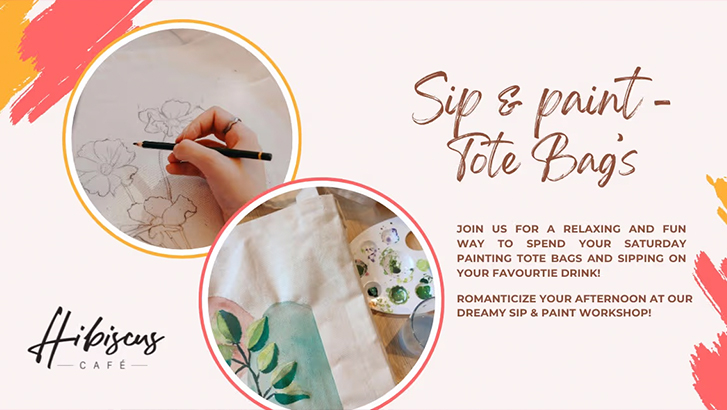 Sip & paint -
Tote Bag's
JOIN US FOR A RELAXING AND FUN
WAY TO SPEND YOUR SATURDAY
PAINTING TOTE BAGS AND SIPPING ON
YOUR FAVOURTIE DRINK!
ROMANTICIZE YOUR AFTERNOON AT OUR
DREAMY SIP & PAINT WORKSHOP!
Hibiscus
CAFÉ